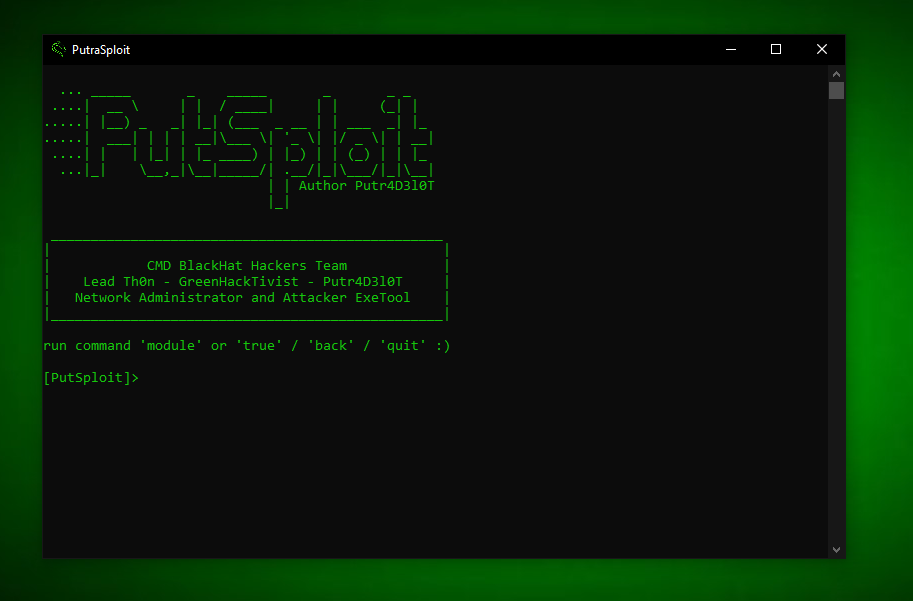 PutraSploit
PutSploit
Author Putr4D3l0T
CMD BlackHat Hackers Team
Lead Th0n - GreenHackTivist - Putr4D3l0T
Network Administrator and Attacker ExeTool
run command 'module' or 'true' / 'back' / 'quit' :)
[PutSploit]>